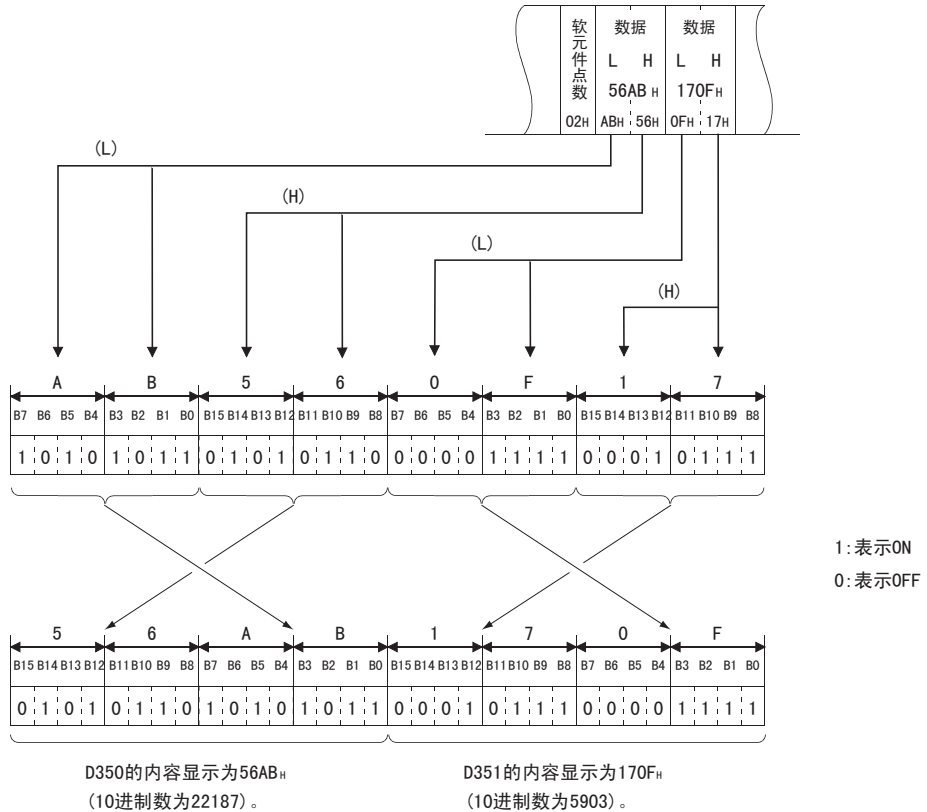 软元件点数 数据 数据
L H L H
56ABH 170FH
02H ABH 56H 0FH 17H
(L)
(H)
(L)
(H)
A B 5 6 0 F 1 7
B7 B6 B5 B4 B3 B2 B1 B0 B15 B14 B13 B12 B11 B10 B9 B8 B7 B6 B5 B4 B3 B2 B1 B0 B15 B14 B13 B12 B11 B10 B9 B8
1 0 1 0 1 0 1 1 0 1 0 1 0 1 1 0 0 0 0 0 1 1 1 1 0 0 0 1 0 1 1 1
1:表示ON
0:表示OFF
5 6 A B 1 7 0 F
B15 B14 B13 B12 B11 B10 B9 B8 B7 B6 B5 B4 B3 B2 B1 B0 B15 B14 B13 B12 B11 B10 B9 B8 B7 B6 B5 B4 B3 B2 B1 B0
0 1 0 1 0 1 1 0 1 0 1 0 1 0 1 1 0 0 0 1 0 1 1 1 0 0 0 0 1 1 1 1
D350的内容显示为56ABH
(10进制数为22187)。
D351的内容显示为170FH
(10进制数为5903)。